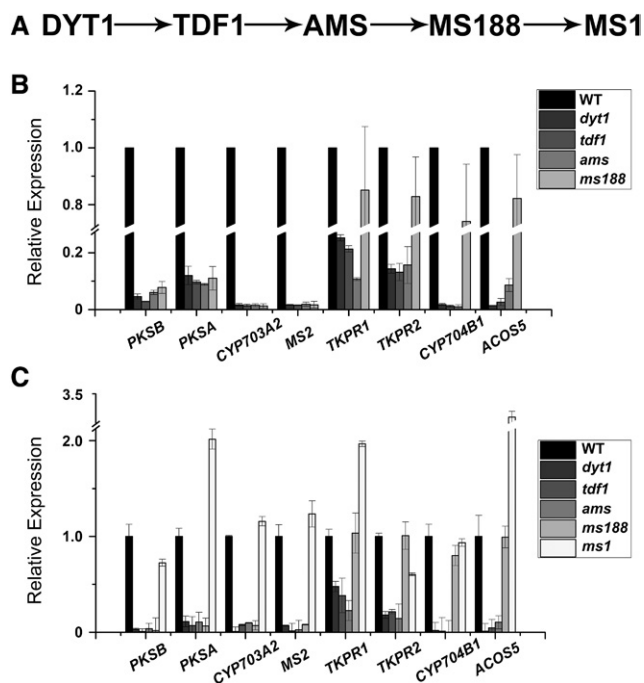 A DYT1→TDF1→AMS→MS188→MS1
B
1.2
1.0
0.8
0.2
0
Relative Expression
WT
dyt1
tdf1
ams
ms188
PKSB
PKSA
CYP703A2
MS2
TKPR1
TKPR2
CYP704B1
ACOS5
C
3.5
2.0
1.0
0
Relative Expression
WT
dyt1
tdf1
ams
ms188
ms1
PKSB
PKSA
CYP703A2
MS2
TKPR1
TKPR2
CYP704B1
ACOS5